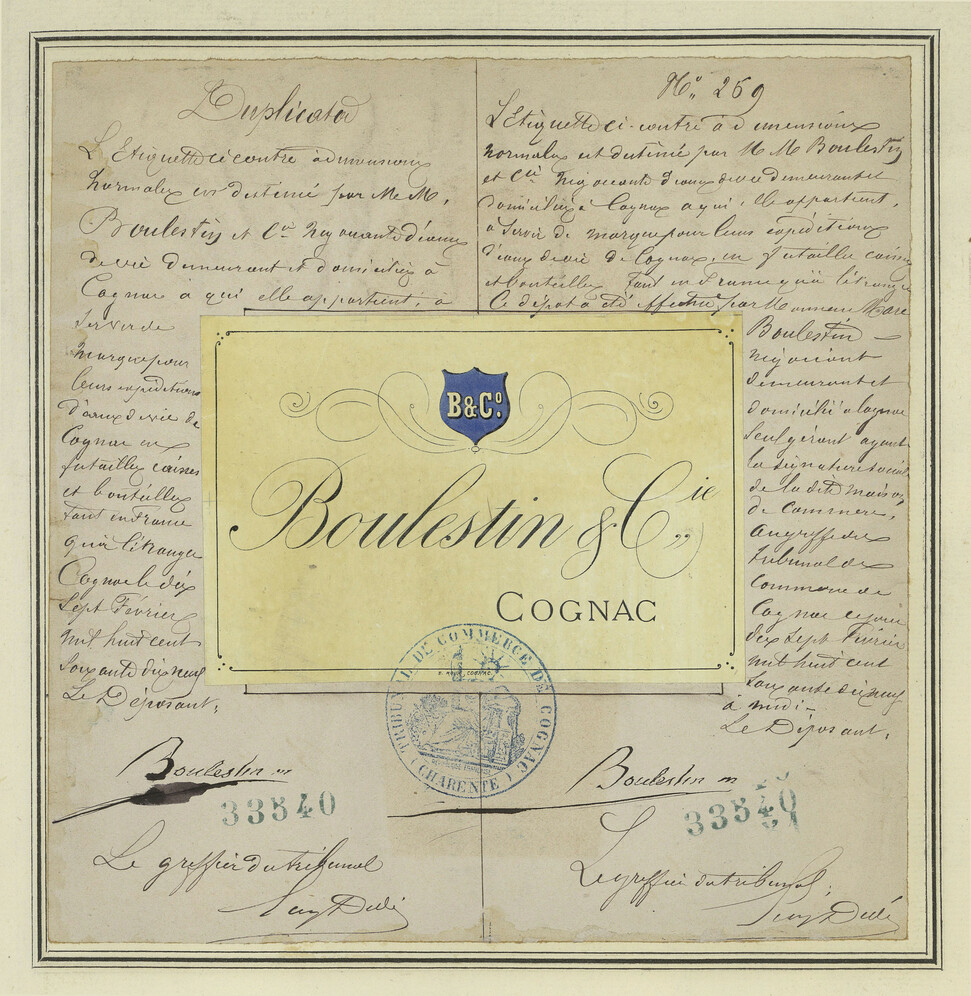 Duplicata
L'Etiquette ci contre à dimensions
normales est destiné par M.M.
Boulestin et Cie Négociants d'eaux
de vie demeurant et domiciliés à
Cognac à qui elle appartient, à
servir de
marque pour
leurs expéditions
d'eaux de vie de
Cognac en
futailles caisses
et bouteilles
tant en France
qu'à l'étranger
Cognac le dix
Sept Février
mil huit cent
soixante dix neuf
Le Déposant,
Boulestin
33540
Le greffier du tribunal
No. 259
L'Etiquette ci-contre à dimensions
normales est destiné par M M Boulestin
et Cie Négociants d'eaux de vie demeurant et
domiciliés à Cognac à qui, elle appartient,
à servir de marque pour leurs expéditions
d'eaux de vie de Cognac, en futailles caisses
et bouteilles tant en France qu'à l'étranger
Ce dépot a été effectué par Monsieur Marc
Boulestin
négociant
demeurant et
domicilié à Cognac
seul gérant ayant
la signature sociale
de la dite maison
de commerce,
au greffe du
tribunal de
Commerce de
Cognac ce jour
dix sept Février
mil huit cent
soixante dix neuf
à midi
Le Déposant,
Boulestin
33540
Le greffier du tribunal,
B&Co.
Boulestin & Cie
COGNAC
TRIBUNAL DE COMMERCE DE COGNAC
(CHARENTE)